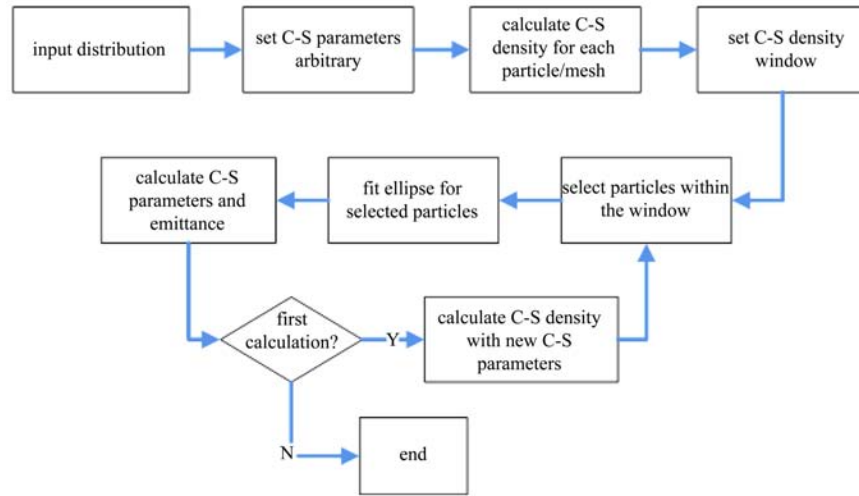 input distribution
set C-S parameters
arbitrary
calculate C-S
density for each
particle/mesh
set C-S density
window
calculate C-S
parameters and
emittance
fit ellipse for
selected particles
select particles within
the window
first
calculation?
Y
calculate C-S density
with new C-S
parameters
N
end